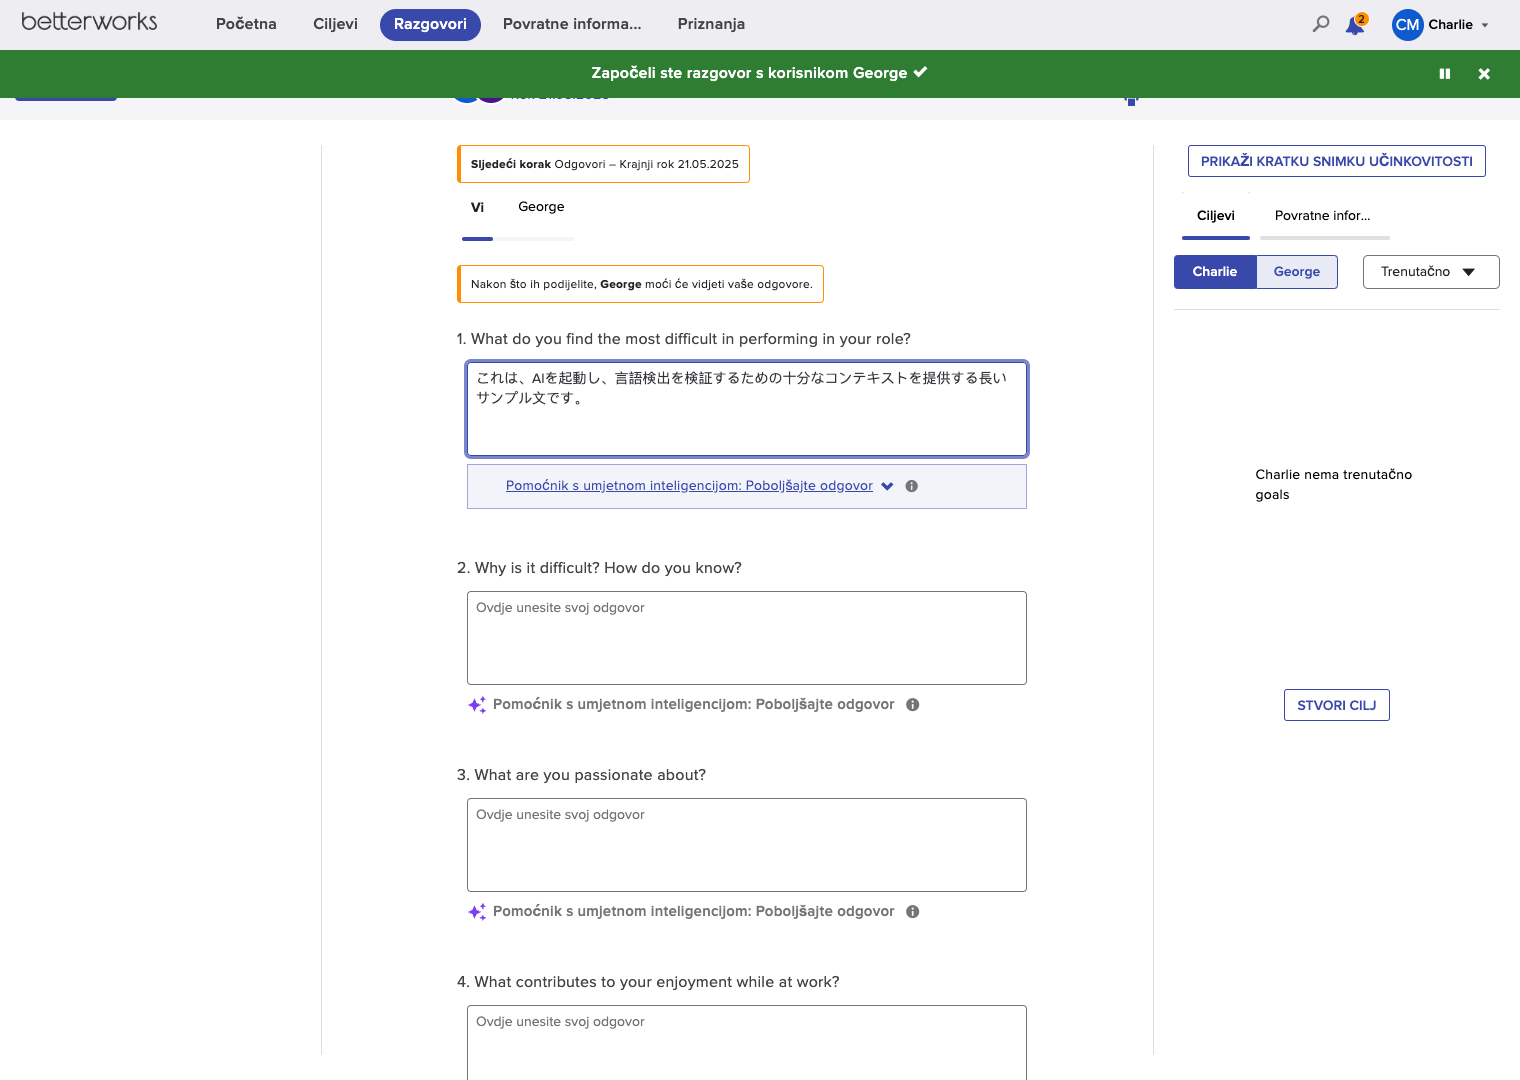 betterworks
Početna
Ciljevi
Razgovori
Povratne informa...
Priznanja
2
CM
Charlie
Započeli ste razgovor s korisnikom George
Sljedeći korak Odgovori – Krajnji rok 21.05.2025
Vi
George
Nakon što ih podijelite, George moći će vidjeti vaše odgovore.
1. What do you find the most difficult in performing in your role?
これは、AIを起動し、言語検出を検証するための十分なコンテキストを提供する長い
サンプル文です。
Pomoćnik s umjetnom inteligencijom: Poboljšajte odgovor
2. Why is it difficult? How do you know?
Ovdje unesite svoj odgovor
Pomoćnik s umjetnom inteligencijom: Poboljšajte odgovor
3. What are you passionate about?
Ovdje unesite svoj odgovor
Pomoćnik s umjetnom inteligencijom: Poboljšajte odgovor
4. What contributes to your enjoyment while at work?
Ovdje unesite svoj odgovor
PRIKAŽI KRATKU SNIMKU UČINKOVITOSTI
Ciljevi
Povratne infor...
Charlie
George
Trenutačno
Charlie nema trenutačno
goals
STVORI CILJ